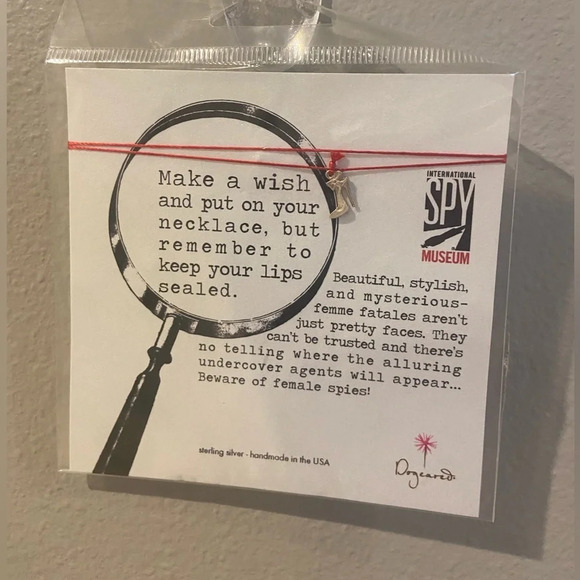 Make a wish
and put on your
necklace, but
remember to
keep your lips
sealed.
INTERNATIONAL
SPY
MUSEUM
Beautiful, stylish,
and mysterious-
femme fatales aren't
just pretty faces. They
can't be trusted and there's
no telling where the alluring
undercover agents will appear...
Beware of female spies!
sterling silver - handmade in the USA
Dogeared